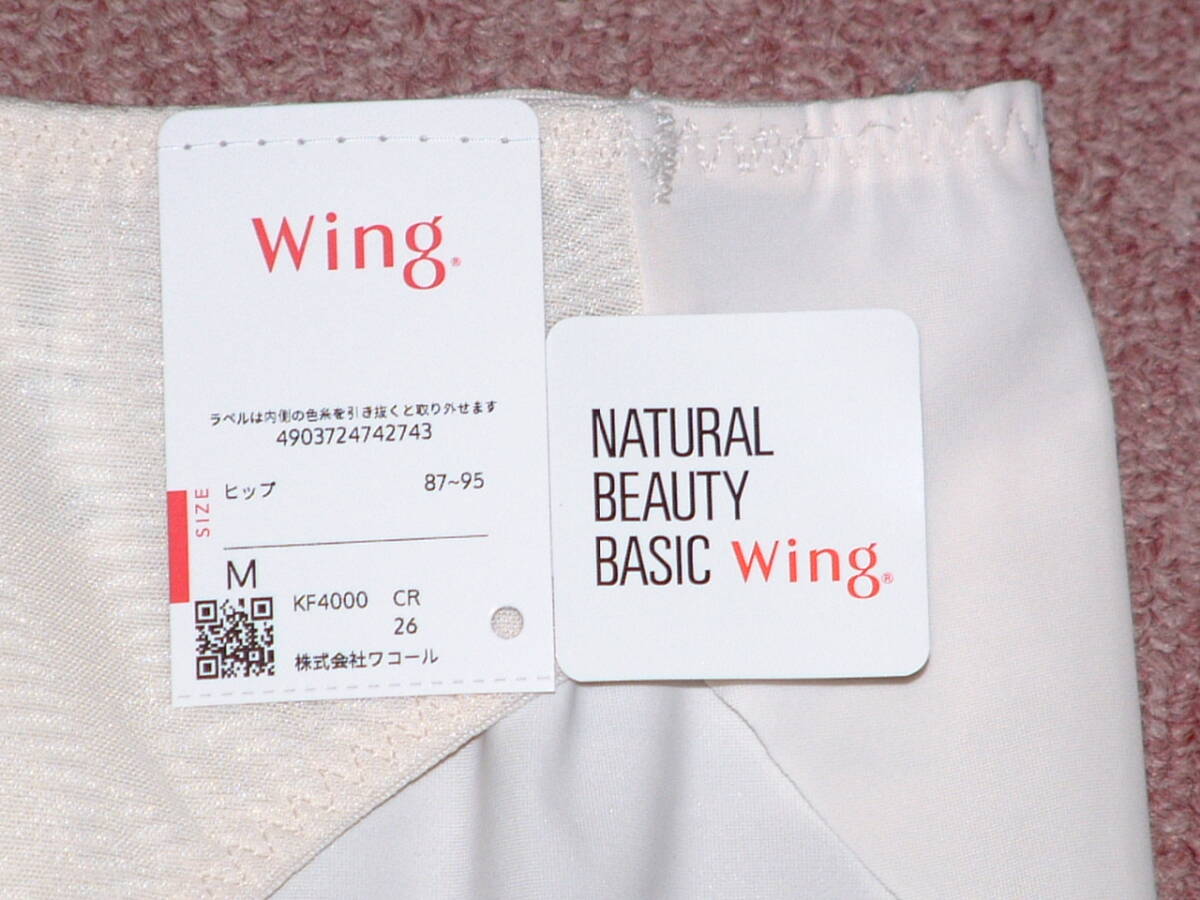 Wing®
ラベルは内側の色糸を引き抜くと取り外せます
4903724742743
SIZE
ヒップ 87~95
M
KF4000 CR
26
株式会社ワコール
NATURAL
BEAUTY
BASIC Wing®